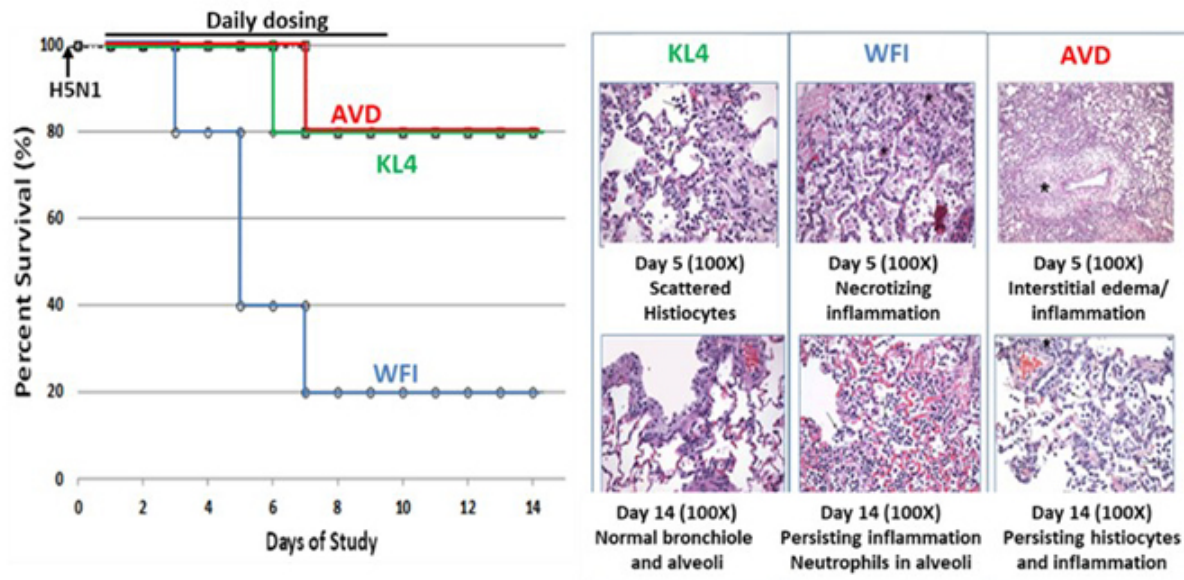 Daily dosing
100
H5N1
80
60
40
20
0
Percent Survival (%)
AVD
KL4
WFI
0 2 4 6 8 10 12 14
Days of Study
KL4 WFI AVD
Day 5 (100X)
Scattered
Histiocytes
Day 5 (100X)
Necrotizing
inflammation
Day 5 (100X)
Interstitial edema/
inflammation
Day 14 (100X)
Normal bronchiole
and alveoli
Day 14 (100X)
Persisting inflammation
Neutrophils in alveoli
Day 14 (100X)
Persisting histiocytes
and inflammation